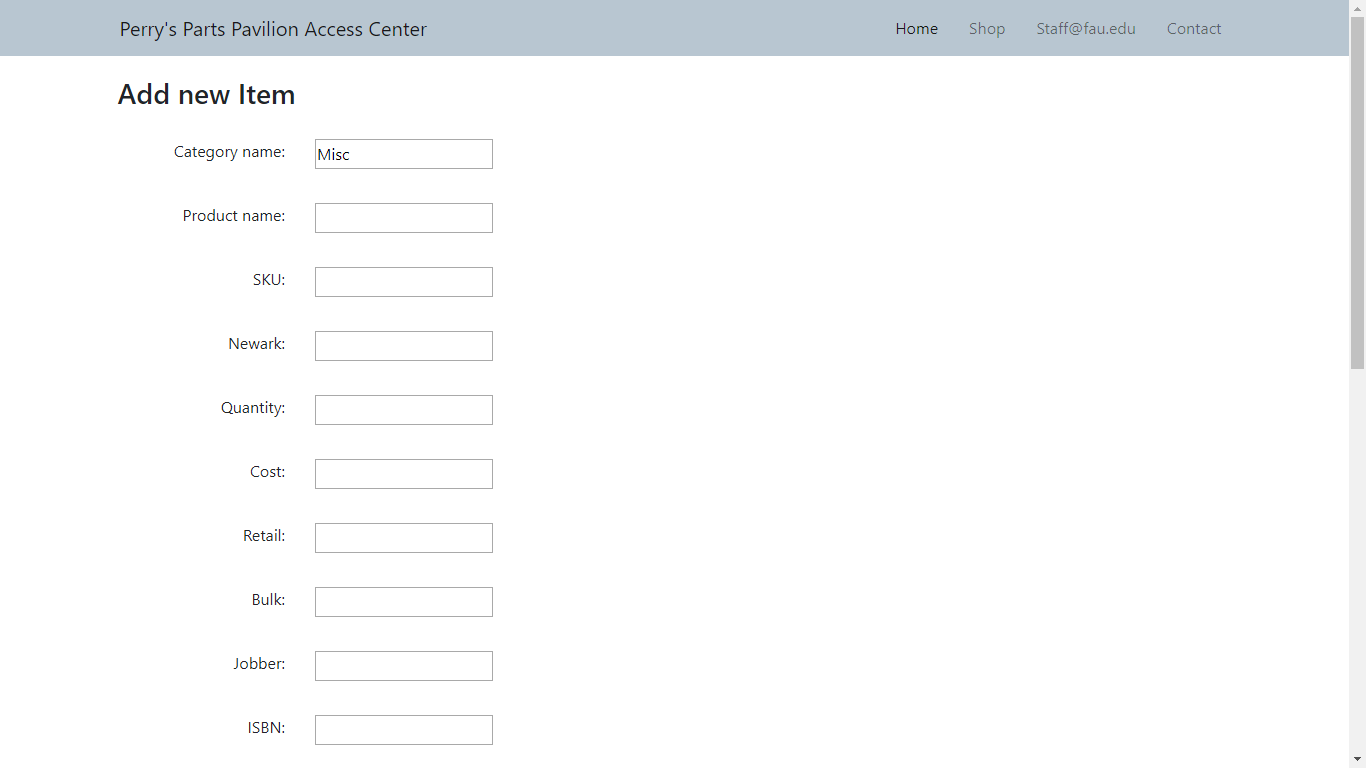 Perry's Parts Pavilion Access Center Home Shop Staff@fau.edu Contact
Add new Item
Category name: Misc
Product name:
SKU:
Newark:
Quantity:
Cost:
Retail:
Bulk:
Jobber:
ISBN: